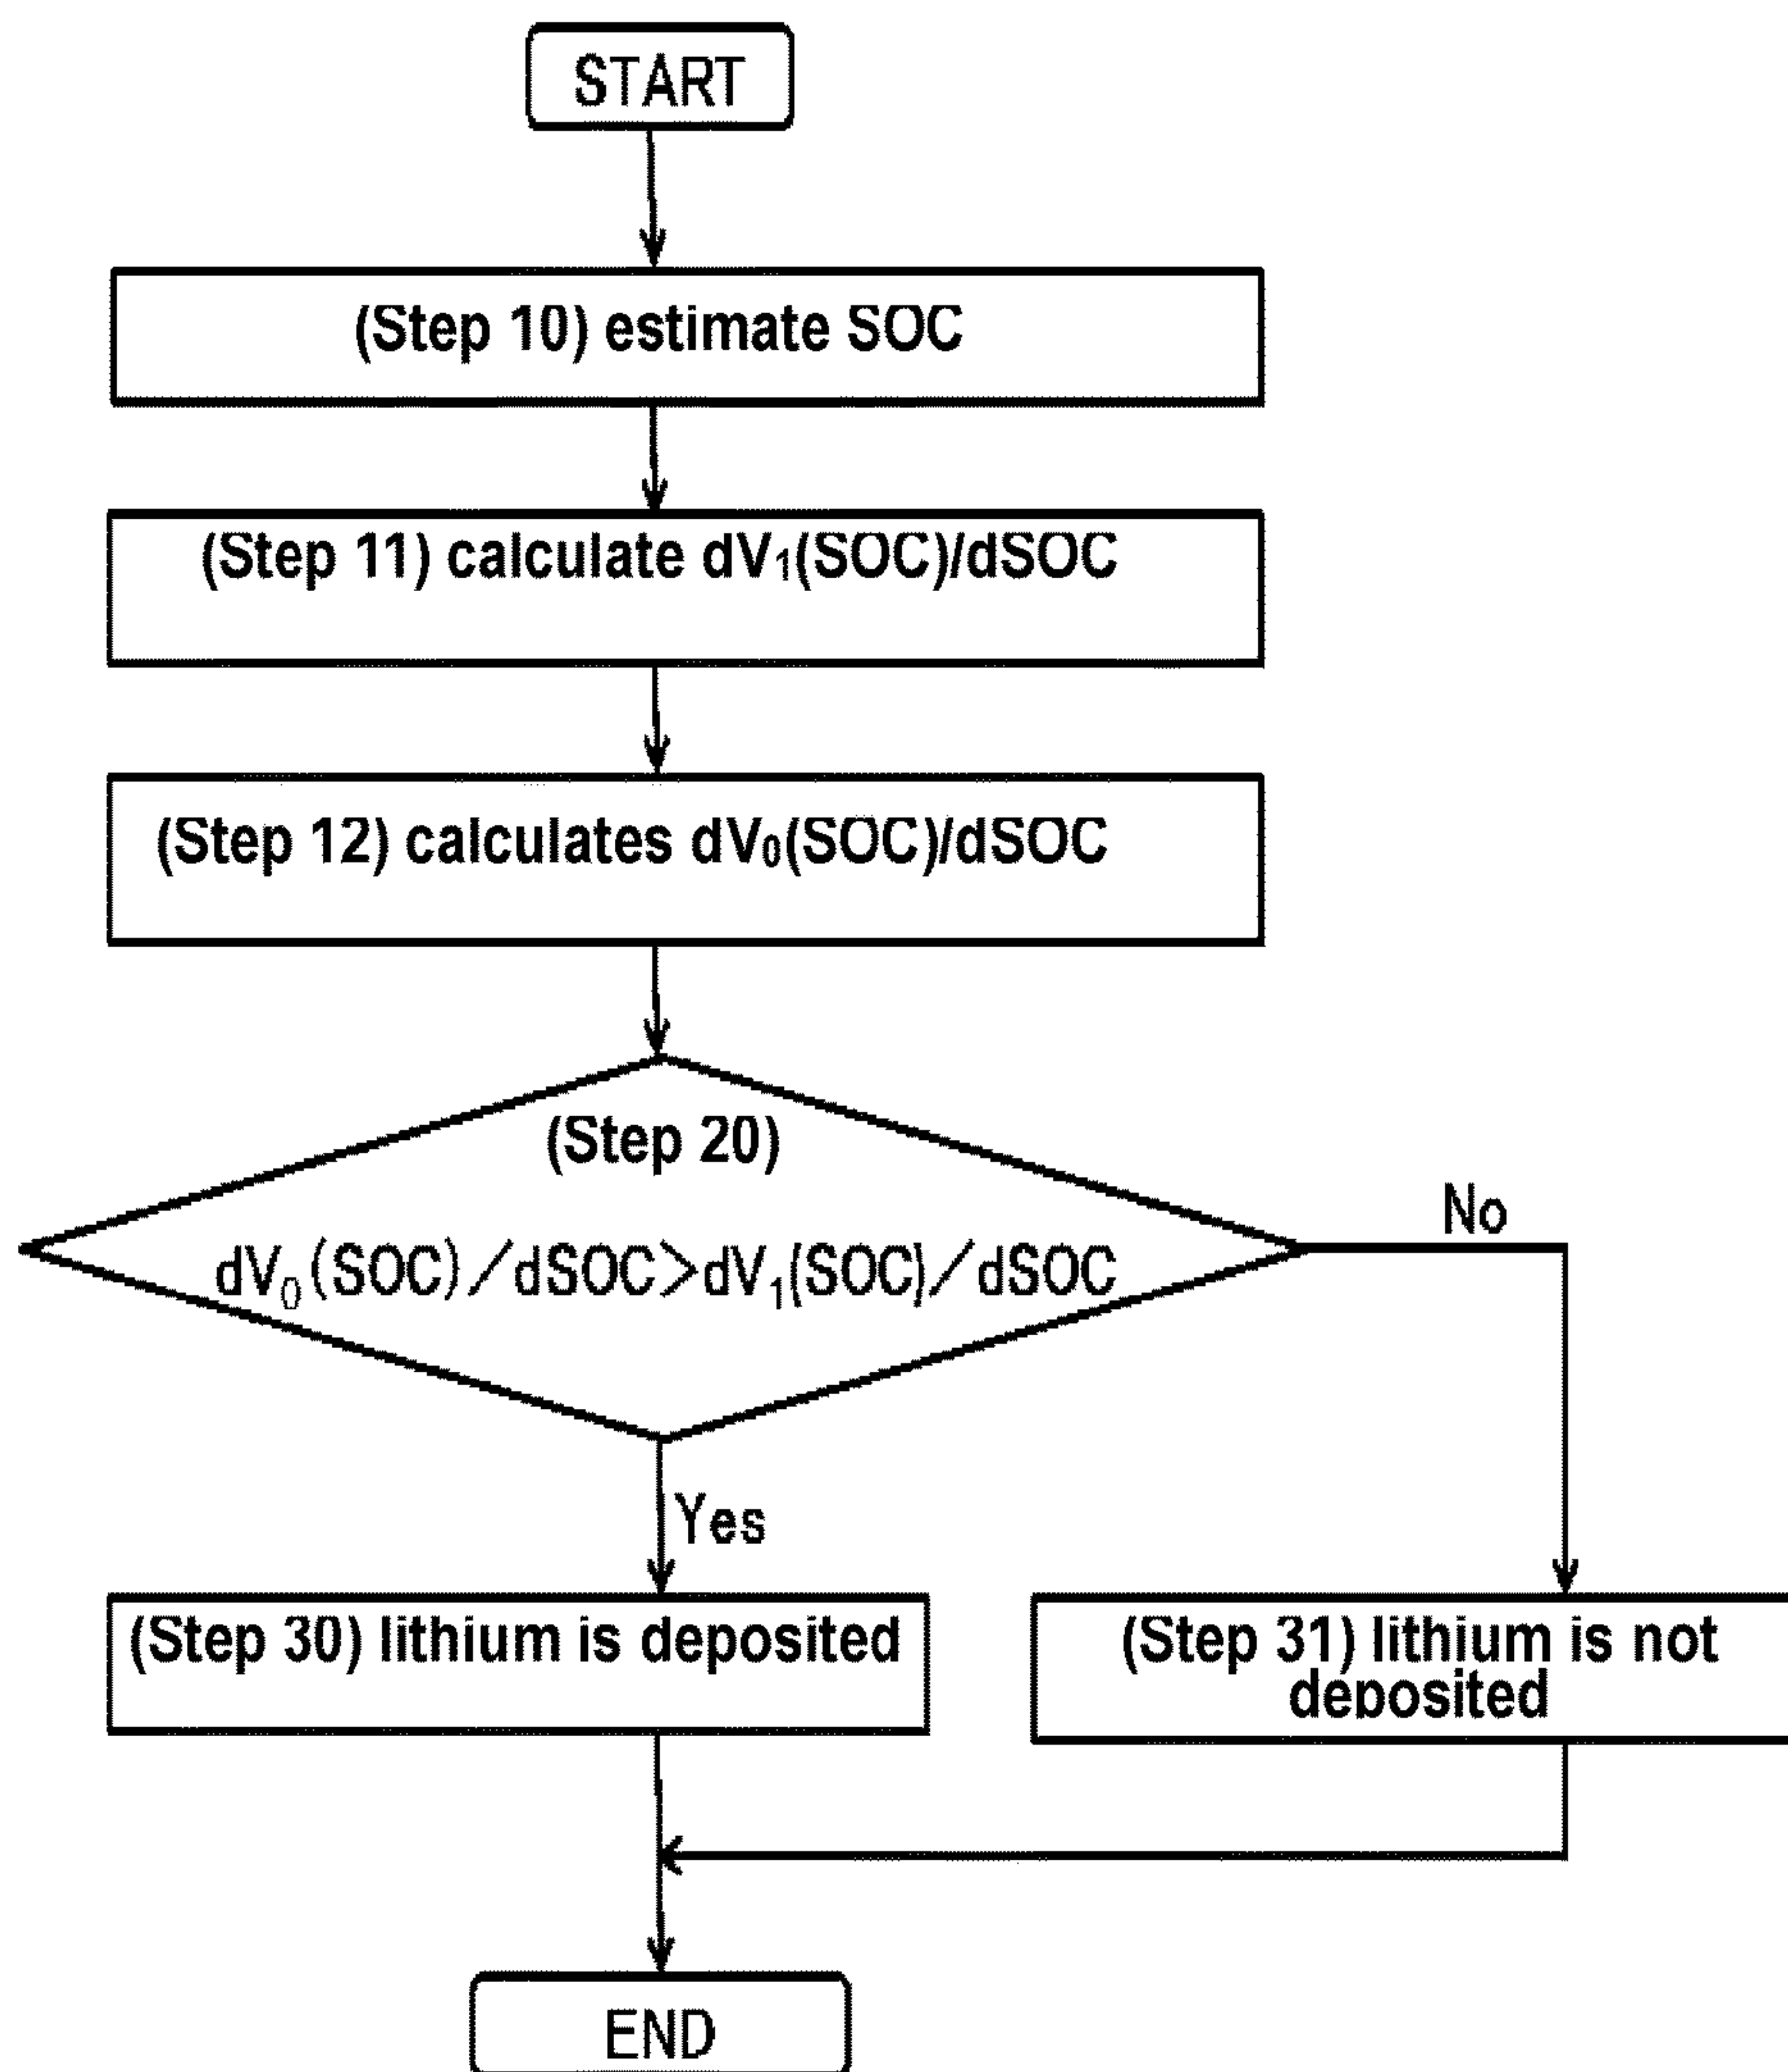 START
(Step 10) estimate SOC
(Step 11) calculate dV₁(SOC)/dSOC
(Step 12) calculates dV₀(SOC)/dSOC
(Step 20)
dV₀(SOC)／dSOC>dV₁(SOC)／dSOC
No
Yes
(Step 30) lithium is deposited
(Step 31) lithium is not
deposited
END